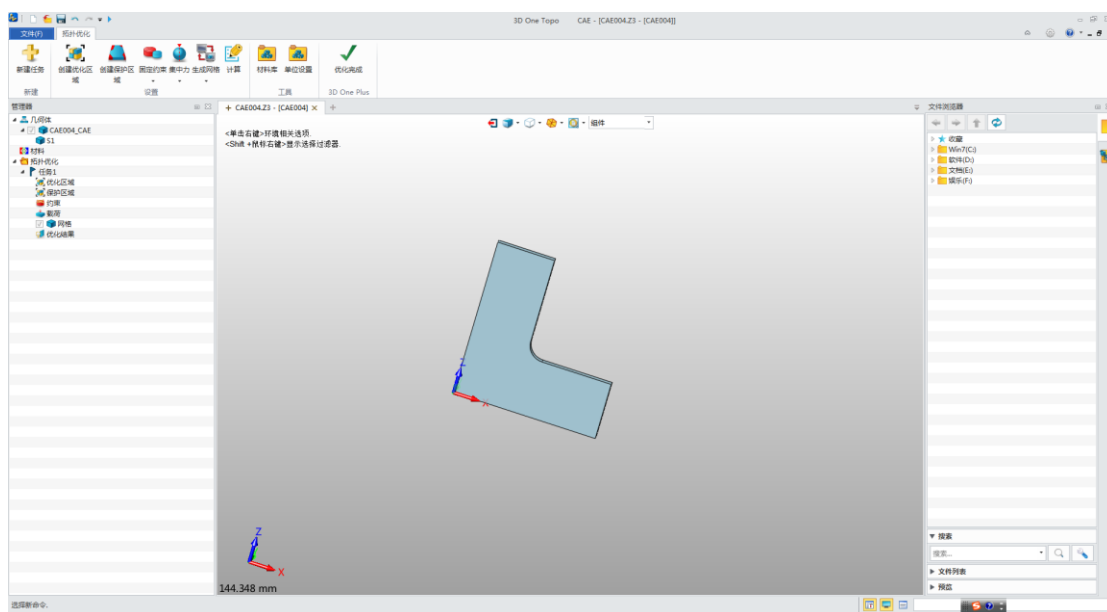 3D One Topo CAE - [CAE004.Z3 - [CAE004]]
文件(F) 拓扑优化
新建任务 创建优化区域 创建保护区域 固定约束 集中力 生成网格 计算 材料库 单位设置 优化完成
新建 设置 工具 3D One Plus
管理器
几何体
CAE004_CAE
S1
材料
拓扑优化
任务1
优化区域
保护区域
约束
载荷
网格
优化结果
+ CAE004.Z3 - [CAE004] × +
<单击右键>环境相关选项.
<Shift +鼠标右键>显示选择过滤器.
组件
Z
X
Z
X
144.348 mm
文件浏览器
收藏
Win7(C:)
软件(D:)
文档(E:)
娱乐(F:)
搜索
搜索...
文件列表
预览
选择新命令.